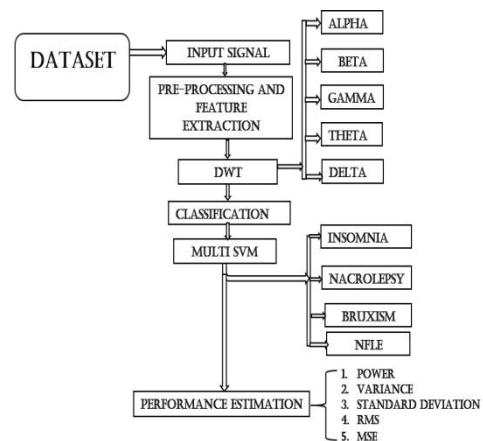 DATASET
INPUT SIGNAL
PRE-PROCESSING AND
FEATURE
EXTRACTION
DWT
ALPHA
BETA
GAMMA
THETA
DELTA
CLASSIFICATION
MULTI SVM
INSOMNIA
NACROLEPSY
BRUXISM
NFLE
PERFORMANCE ESTIMATION
1. POWER
2. VARIANCE
3. STANDARD DEVIATION
4. RMS
5. MSE